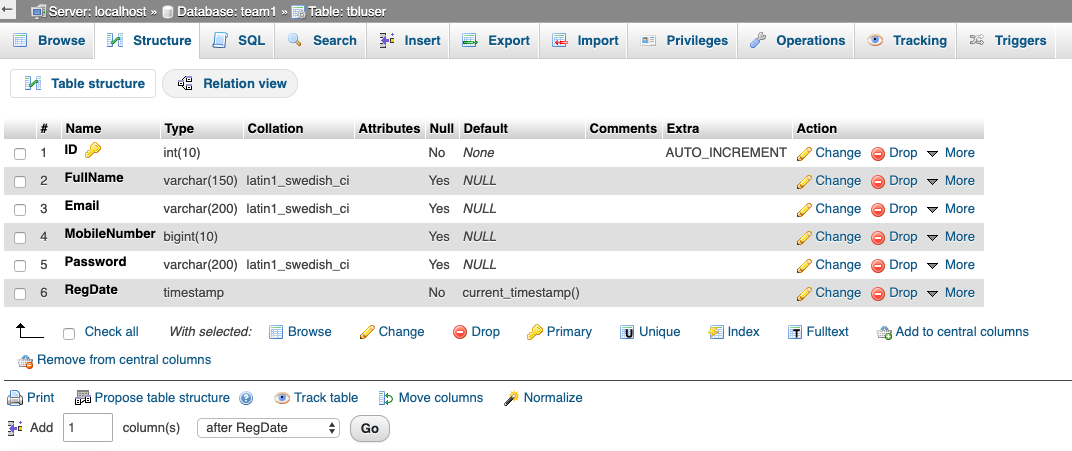 Server: localhost » Database: team1 » Table: tbluser
Browse Structure SQL Search Insert Export Import Privileges Operations Tracking Triggers
Table structure Relation view
# Name Type Collation Attributes Null Default Comments Extra Action
1 ID int(10) No None AUTO_INCREMENT Change Drop More
2 FullName varchar(150) latin1_swedish_ci Yes NULL Change Drop More
3 Email varchar(200) latin1_swedish_ci Yes NULL Change Drop More
4 MobileNumber bigint(10) Yes NULL Change Drop More
5 Password varchar(200) latin1_swedish_ci Yes NULL Change Drop More
6 RegDate timestamp No current_timestamp() Change Drop More
Check all With selected: Browse Change Drop Primary Unique Index Fulltext Add to central columns
Remove from central columns
Print Propose table structure Track table Move columns Normalize
Add 1 column(s) after RegDate Go